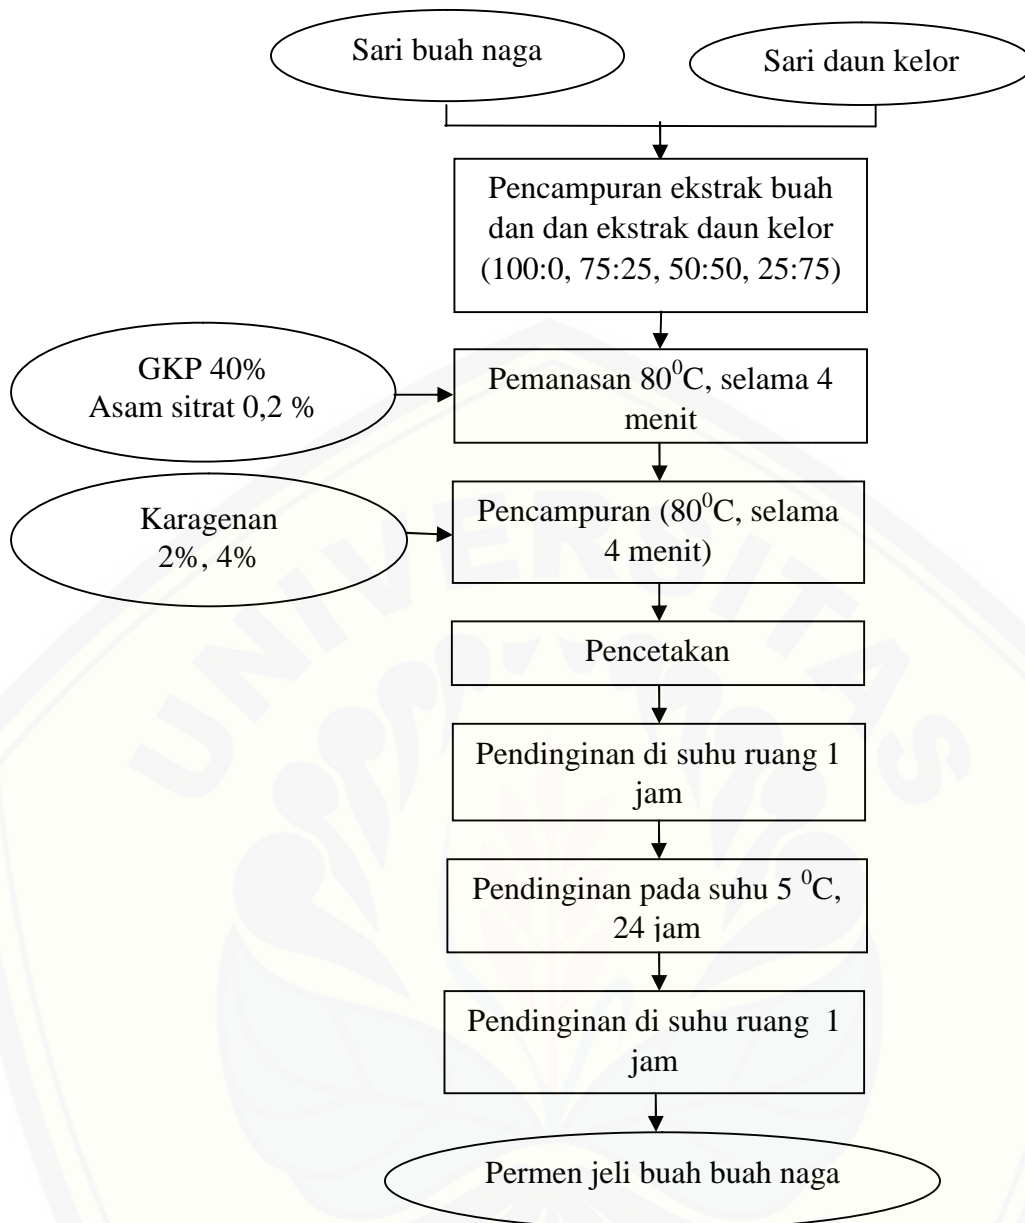 Sari buah naga
Sari daun kelor
Pencampuran ekstrak buah
dan dan ekstrak daun kelor
(100:0, 75:25, 50:50, 25:75)
GKP 40%
Asam sitrat 0,2 %
Pemanasan 80⁰C, selama 4
menit
Karagenan
2%, 4%
Pencampuran (80⁰C, selama
4 menit)
Pencetakan
Pendinginan di suhu ruang 1
jam
Pendinginan pada suhu 5 ⁰C,
24 jam
Pendinginan di suhu ruang 1
jam
Permen jeli buah buah naga
UNIVERSITAS